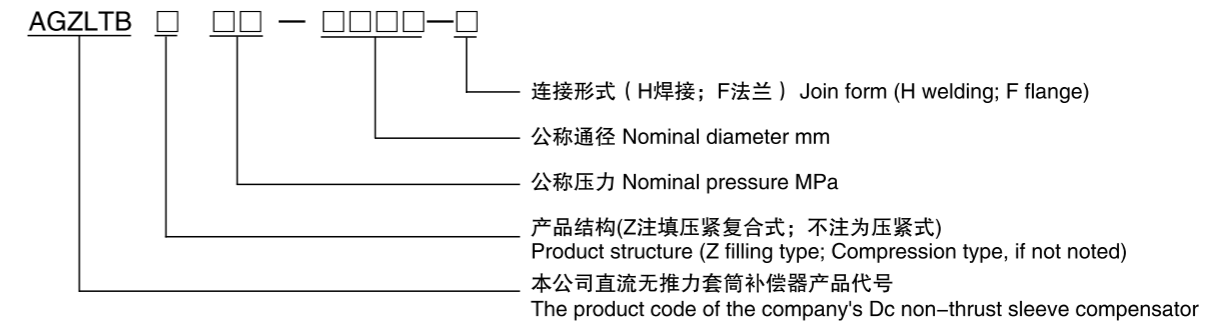 AGZLTB □ □□ — □□□□—□
连接形式（H焊接；F法兰）Join form (H welding; F flange)
公称通径 Nominal diameter mm
公称压力 Nominal pressure MPa
产品结构(Z注填压紧复合式；不注为压紧式)
Product structure (Z filling type; Compression type, if not noted)
本公司直流无推力套筒补偿器产品代号
The product code of the company's Dc non–thrust sleeve compensator